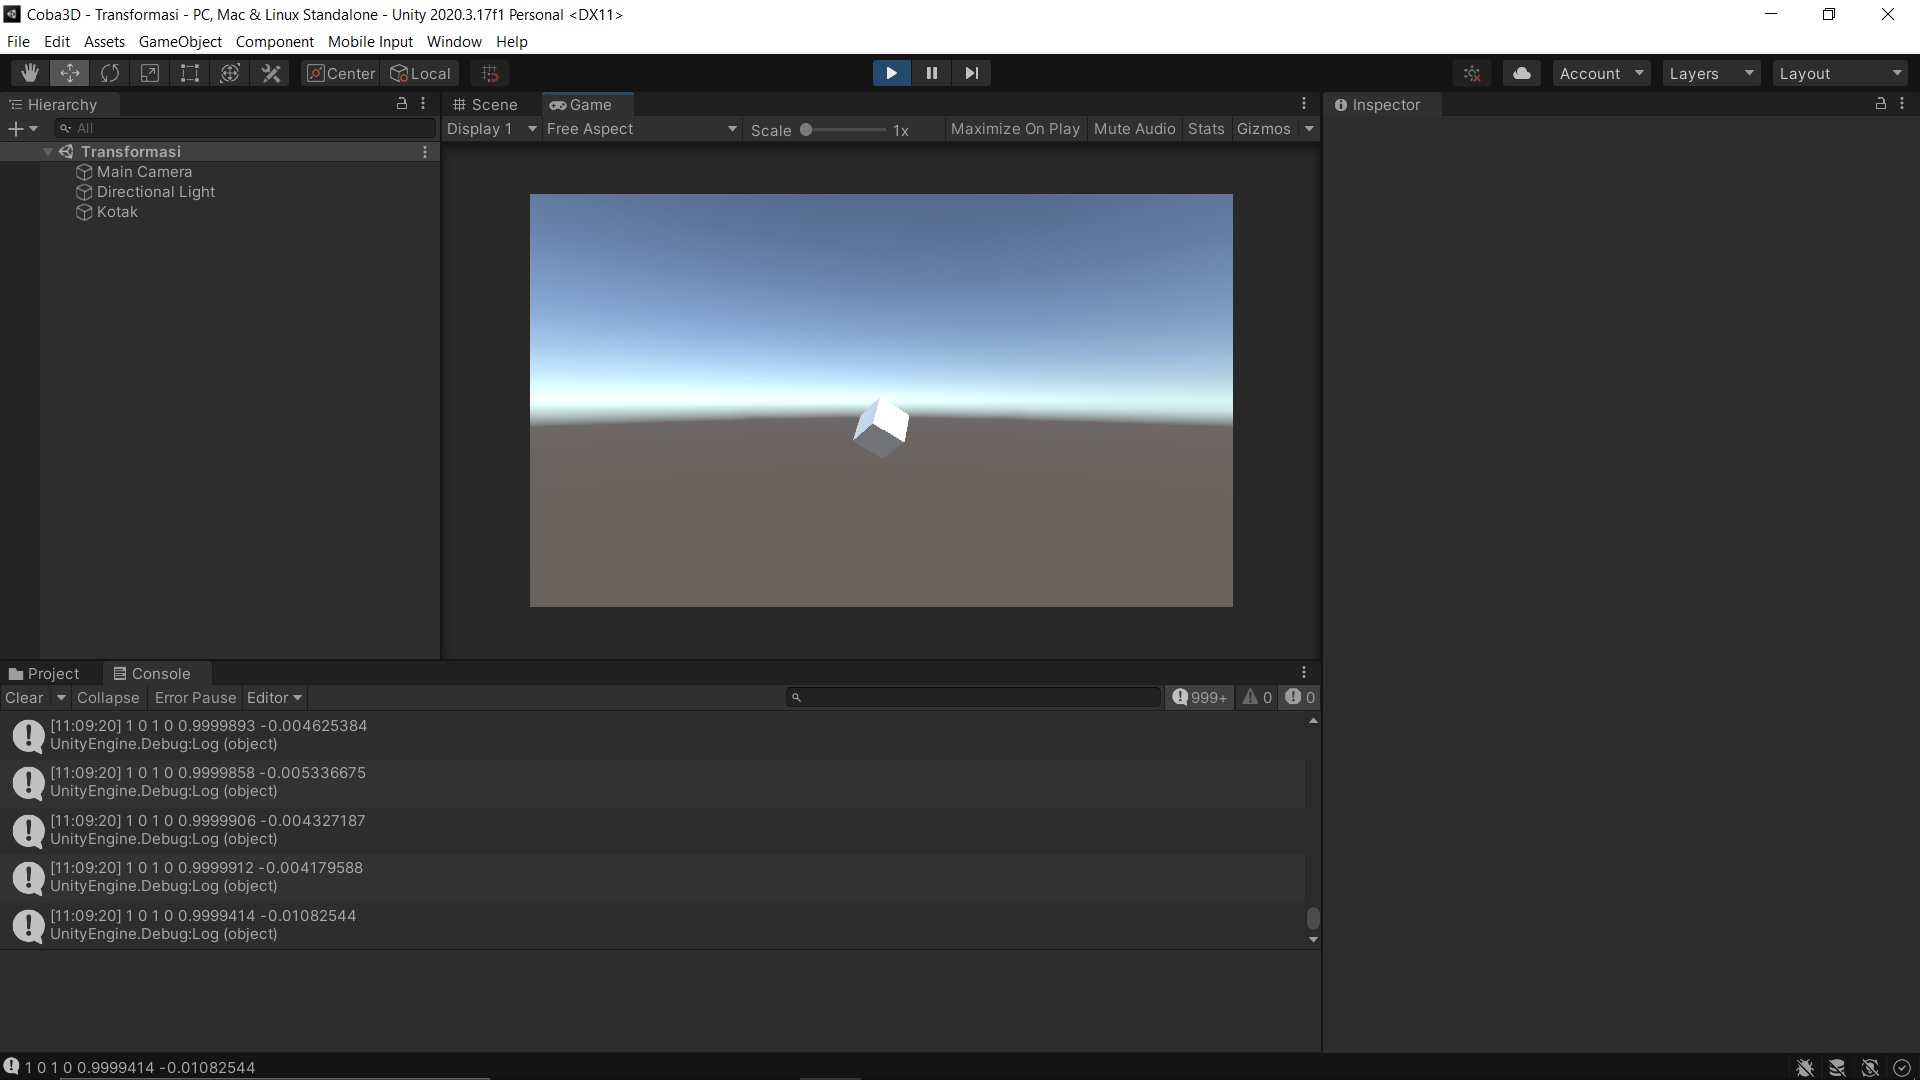 Coba3D - Transformasi - PC, Mac & Linux Standalone - Unity 2020.3.17f1 Personal <DX11>
File Edit Assets GameObject Component Mobile Input Window Help
Center Local Account Layers Layout
Hierarchy
All
Transformasi
Main Camera
Directional Light
Kotak
Scene Game
Display 1 Free Aspect Scale 1x Maximize On Play Mute Audio Stats Gizmos
Inspector
Project Console
Clear Collapse Error Pause Editor 999+ 0 0
[11:09:20] 1 0 1 0 0.9999893 -0.004625384
UnityEngine.Debug:Log (object)
[11:09:20] 1 0 1 0 0.9999858 -0.005336675
UnityEngine.Debug:Log (object)
[11:09:20] 1 0 1 0 0.9999906 -0.004327187
UnityEngine.Debug:Log (object)
[11:09:20] 1 0 1 0 0.9999912 -0.004179588
UnityEngine.Debug:Log (object)
[11:09:20] 1 0 1 0 0.9999414 -0.01082544
UnityEngine.Debug:Log (object)
1 0 1 0 0.9999414 -0.01082544